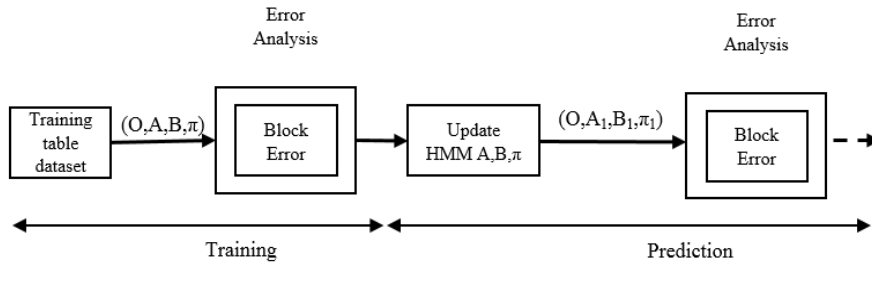 Error
Analysis
Error
Analysis
Training
table
dataset
(O,A,B,π)
Block
Error
Update
HMM A,B,π
(O,A₁,B₁,π₁)
Block
Error
Training
Prediction